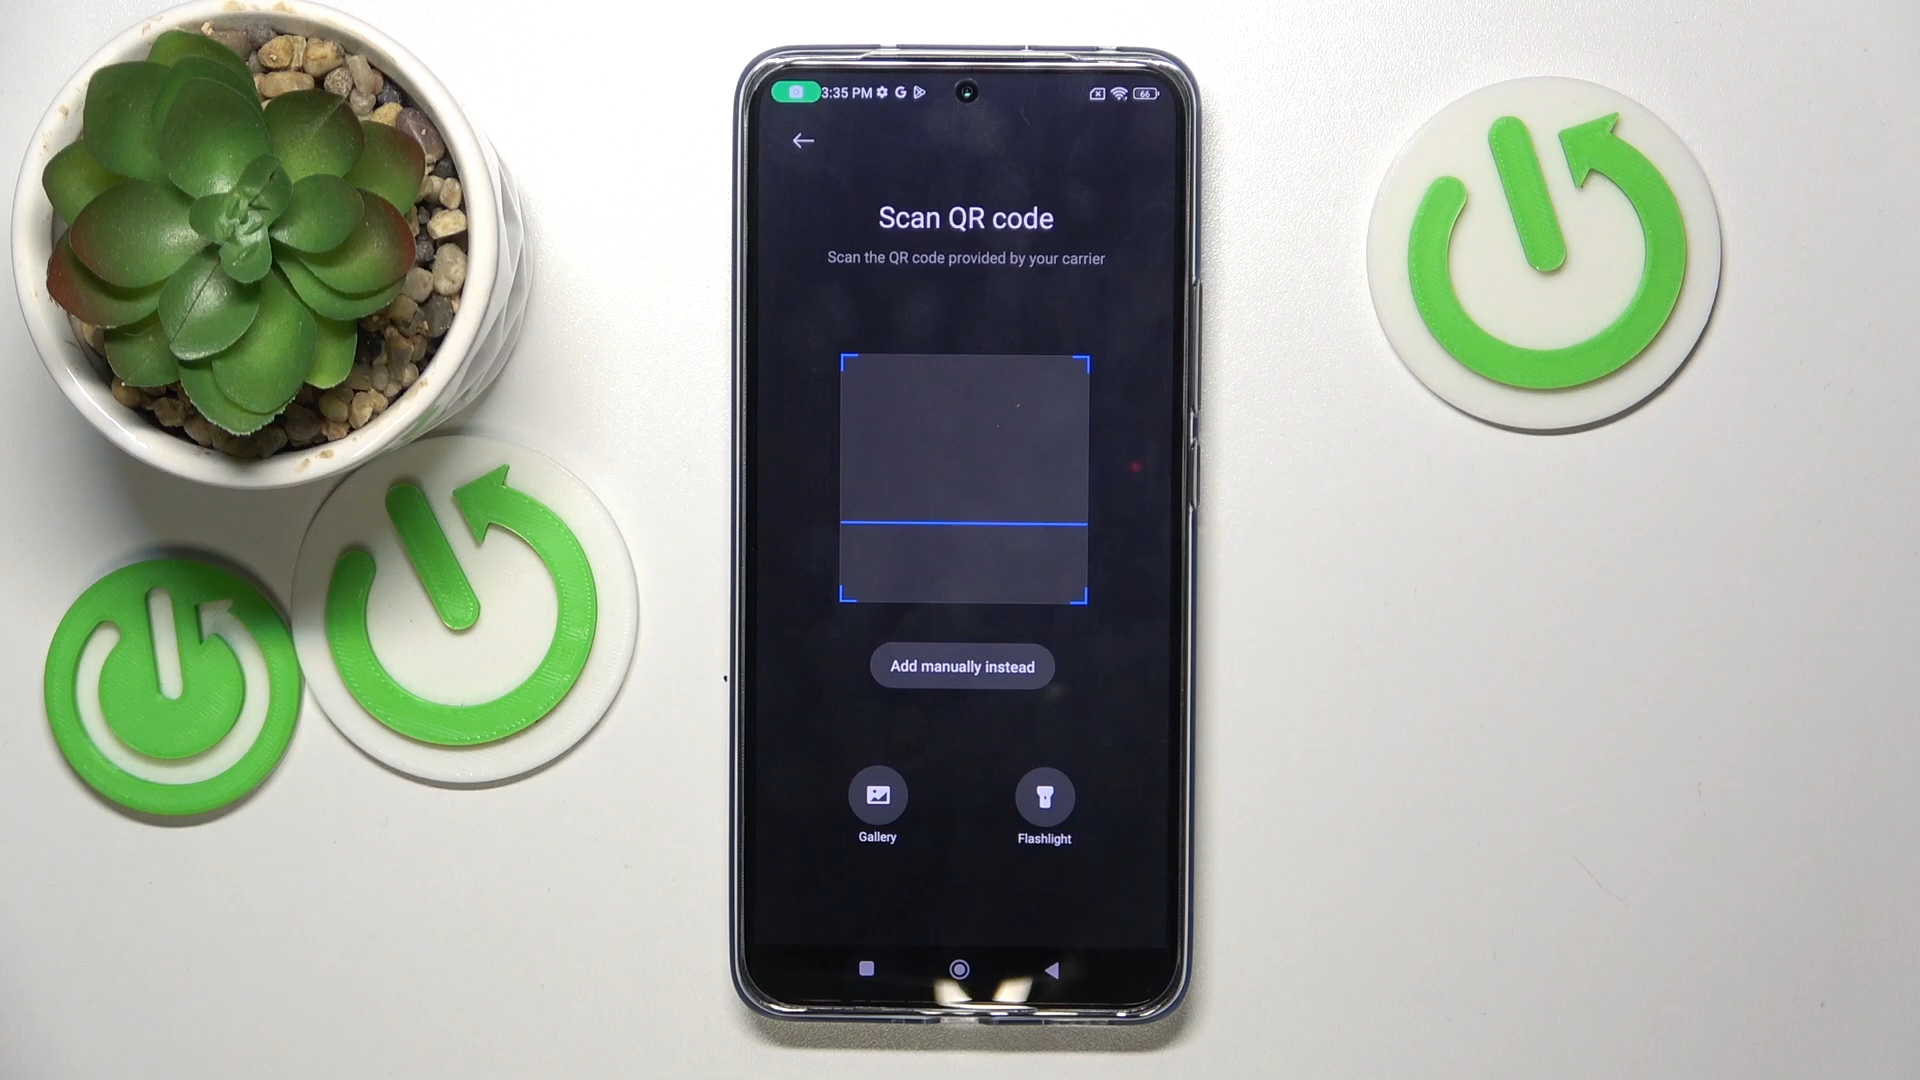 3:35 PM G 66
Scan QR code
Scan the QR code provided by your carrier
Add manually instead
Gallery Flashlight